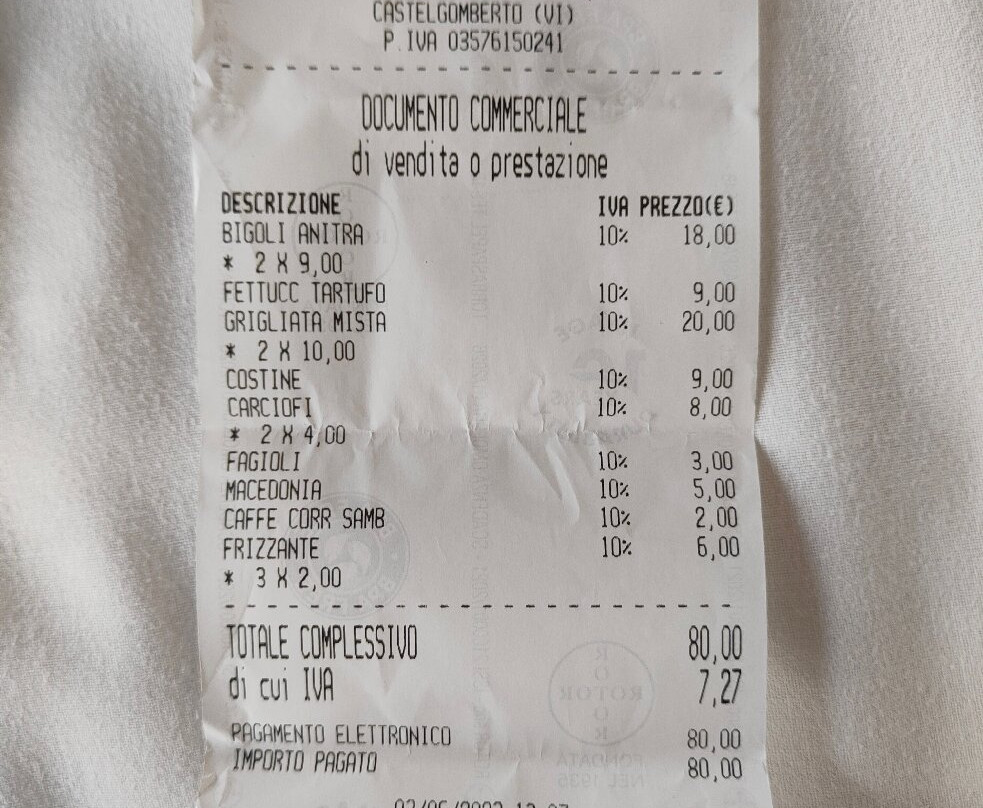 CASTELGOMBERTO (VI)
P.IVA 03576150241
DOCUMENTO COMMERCIALE
di vendita o prestazione
DESCRIZIONE IVA PREZZO(€)
BIGOLI ANITRA 10% 18,00
* 2 X 9,00
FETTUCC TARTUFO 10% 9,00
GRIGLIATA MISTA 10% 20,00
* 2 X 10,00
COSTINE 10% 9,00
CARCIOFI 10% 8,00
* 2 X 4,00
FAGIOLI 10% 3,00
MACEDONIA 10% 5,00
CAFFE CORR SAMB 10% 2,00
FRIZZANTE 10% 6,00
* 3 X 2,00
TOTALE COMPLESSIVO 80,00
di cui IVA 7,27
PAGAMENTO ELETTRONICO 80,00
IMPORTO PAGATO 80,00
ROTOR
FONDATA
NEL 1935